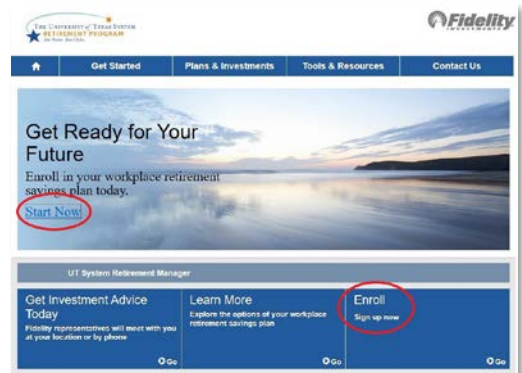 THE UNIVERSITY of TEXAS SYSTEM
RETIREMENT PROGRAM
Fidelity
INVESTMENTS
Get Started
Plans & Investments
Tools & Resources
Contact Us
Get Ready for Your
Future
Enroll in your workplace retirement
savings plan today.
Start Now
UT System Retirement Manager
Get Investment Advice
Today
Fidelity representatives will meet with you
at your location or by phone
Go
Learn More
Explore the options of your workplace
retirement savings plan
Go
Enroll
Sign up now
Go